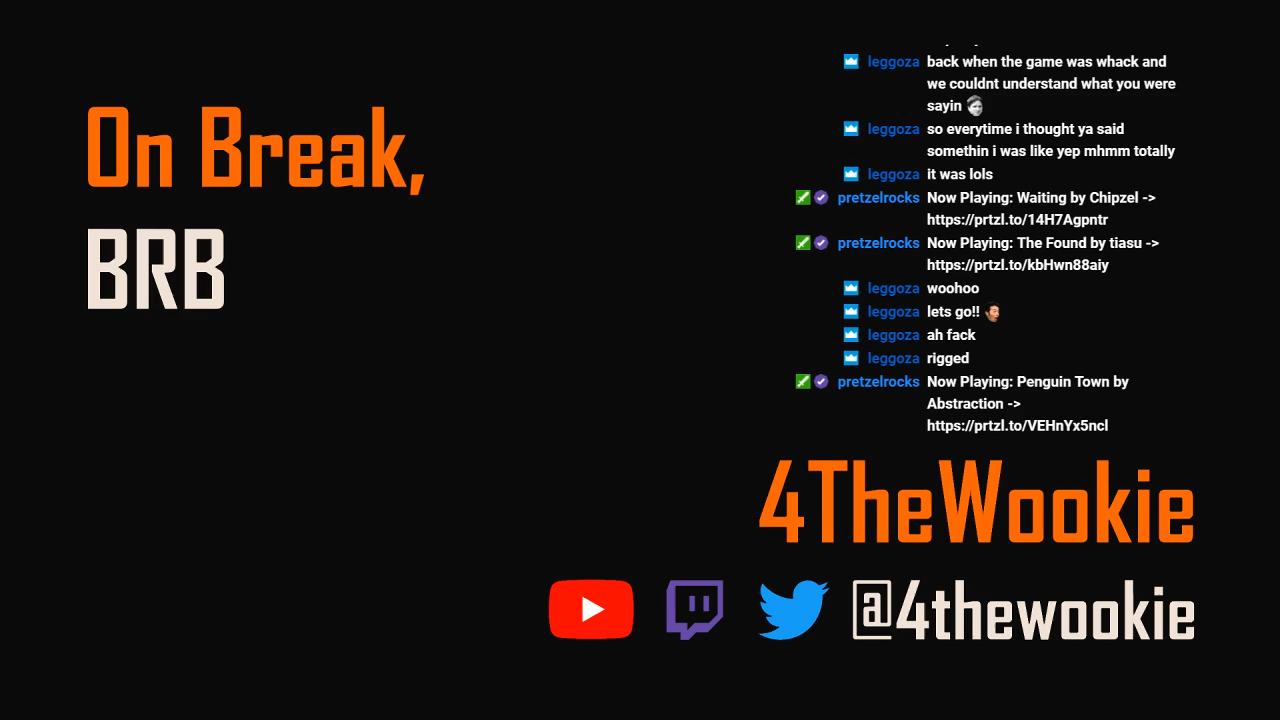 On Break,
BRB
leggoza back when the game was whack and
we couldnt understand what you were
sayin
leggoza so everytime i thought ya said
somethin i was like yep mhmm totally
leggoza it was lols
pretzelrocks Now Playing: Waiting by Chipzel ->
https://prtzl.to/14H7Agpntr
pretzelrocks Now Playing: The Found by tiasu ->
https://prtzl.to/kbHwn88aiy
leggoza woohoo
leggoza lets go!!
leggoza ah fack
leggoza rigged
pretzelrocks Now Playing: Penguin Town by
Abstraction ->
https://prtzl.to/VEHnYx5ncl
4TheWookie
@4thewookie